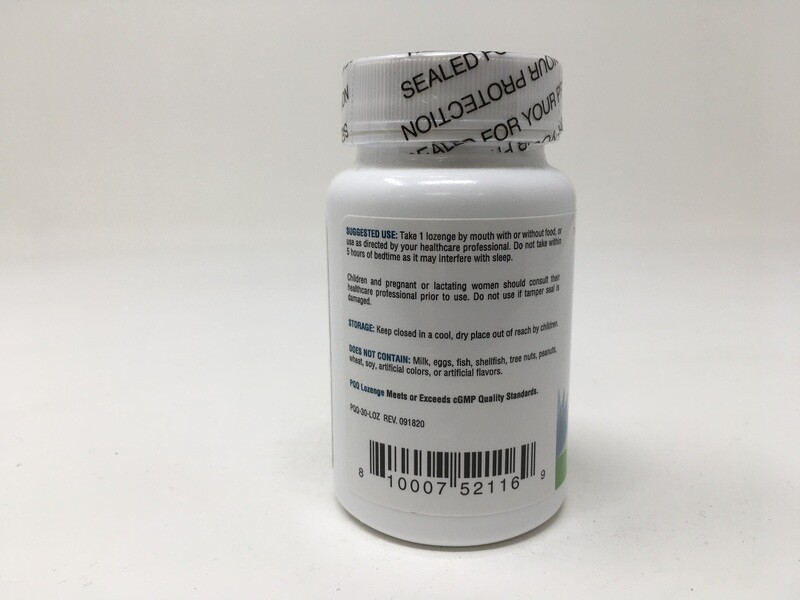 SEALED FO
NOITCETORP RUOY
SEALED FOR YOUR PR
SUGGESTED USE: Take 1 lozenge by mouth with or without food, or
use as directed by your healthcare professional. Do not take within
5 hours of bedtime as it may interfere with sleep.
Children and pregnant or lactating women should consult their
healthcare professional prior to use. Do not use if tamper seal is
damaged.
STORAGE: Keep closed in a cool, dry place out of reach by children.
DOES NOT CONTAIN: Milk, eggs, fish, shellfish, tree nuts, peanuts,
wheat, soy, artificial colors, or artificial flavors.
PQQ Lozenge Meets or Exceeds cGMP Quality Standards.
PQQ-30-LOZ REV. 091820
8 10007 52116 9